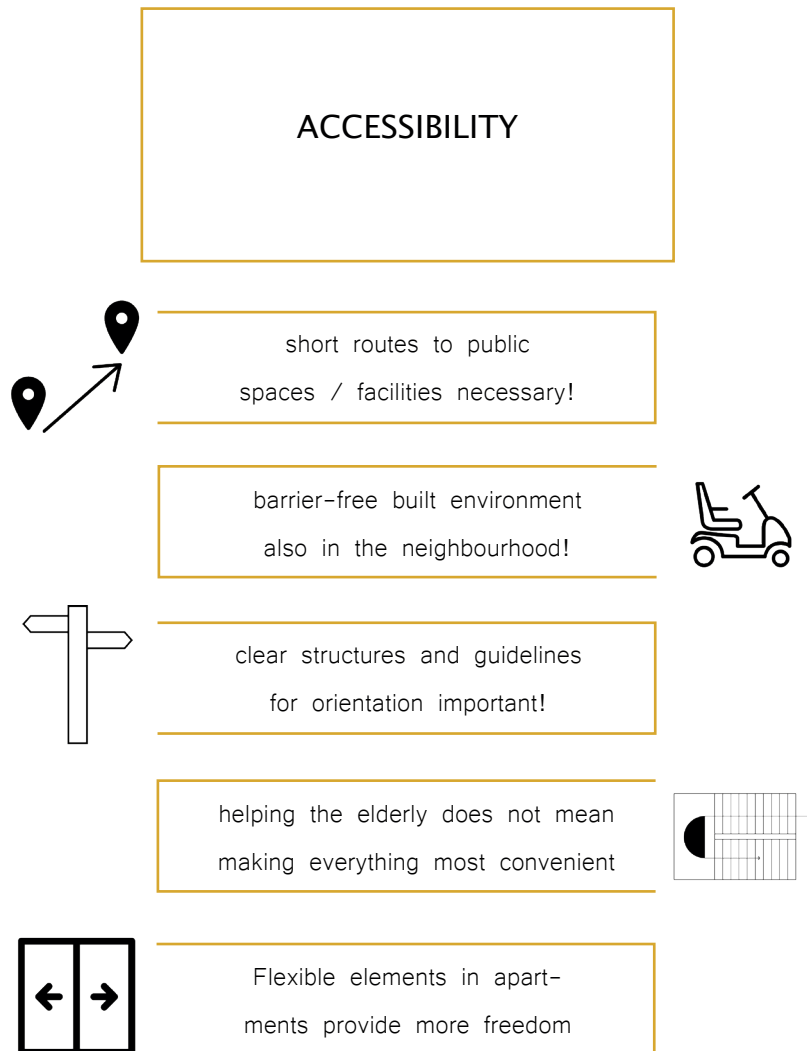 ACCESSIBILITY
short routes to public
spaces / facilities necessary!
barrier-free built environment
also in the neighbourhood!
clear structures and guidelines
for orientation important!
helping the elderly does not mean
making everything most convenient
Flexible elements in apart-
ments provide more freedom